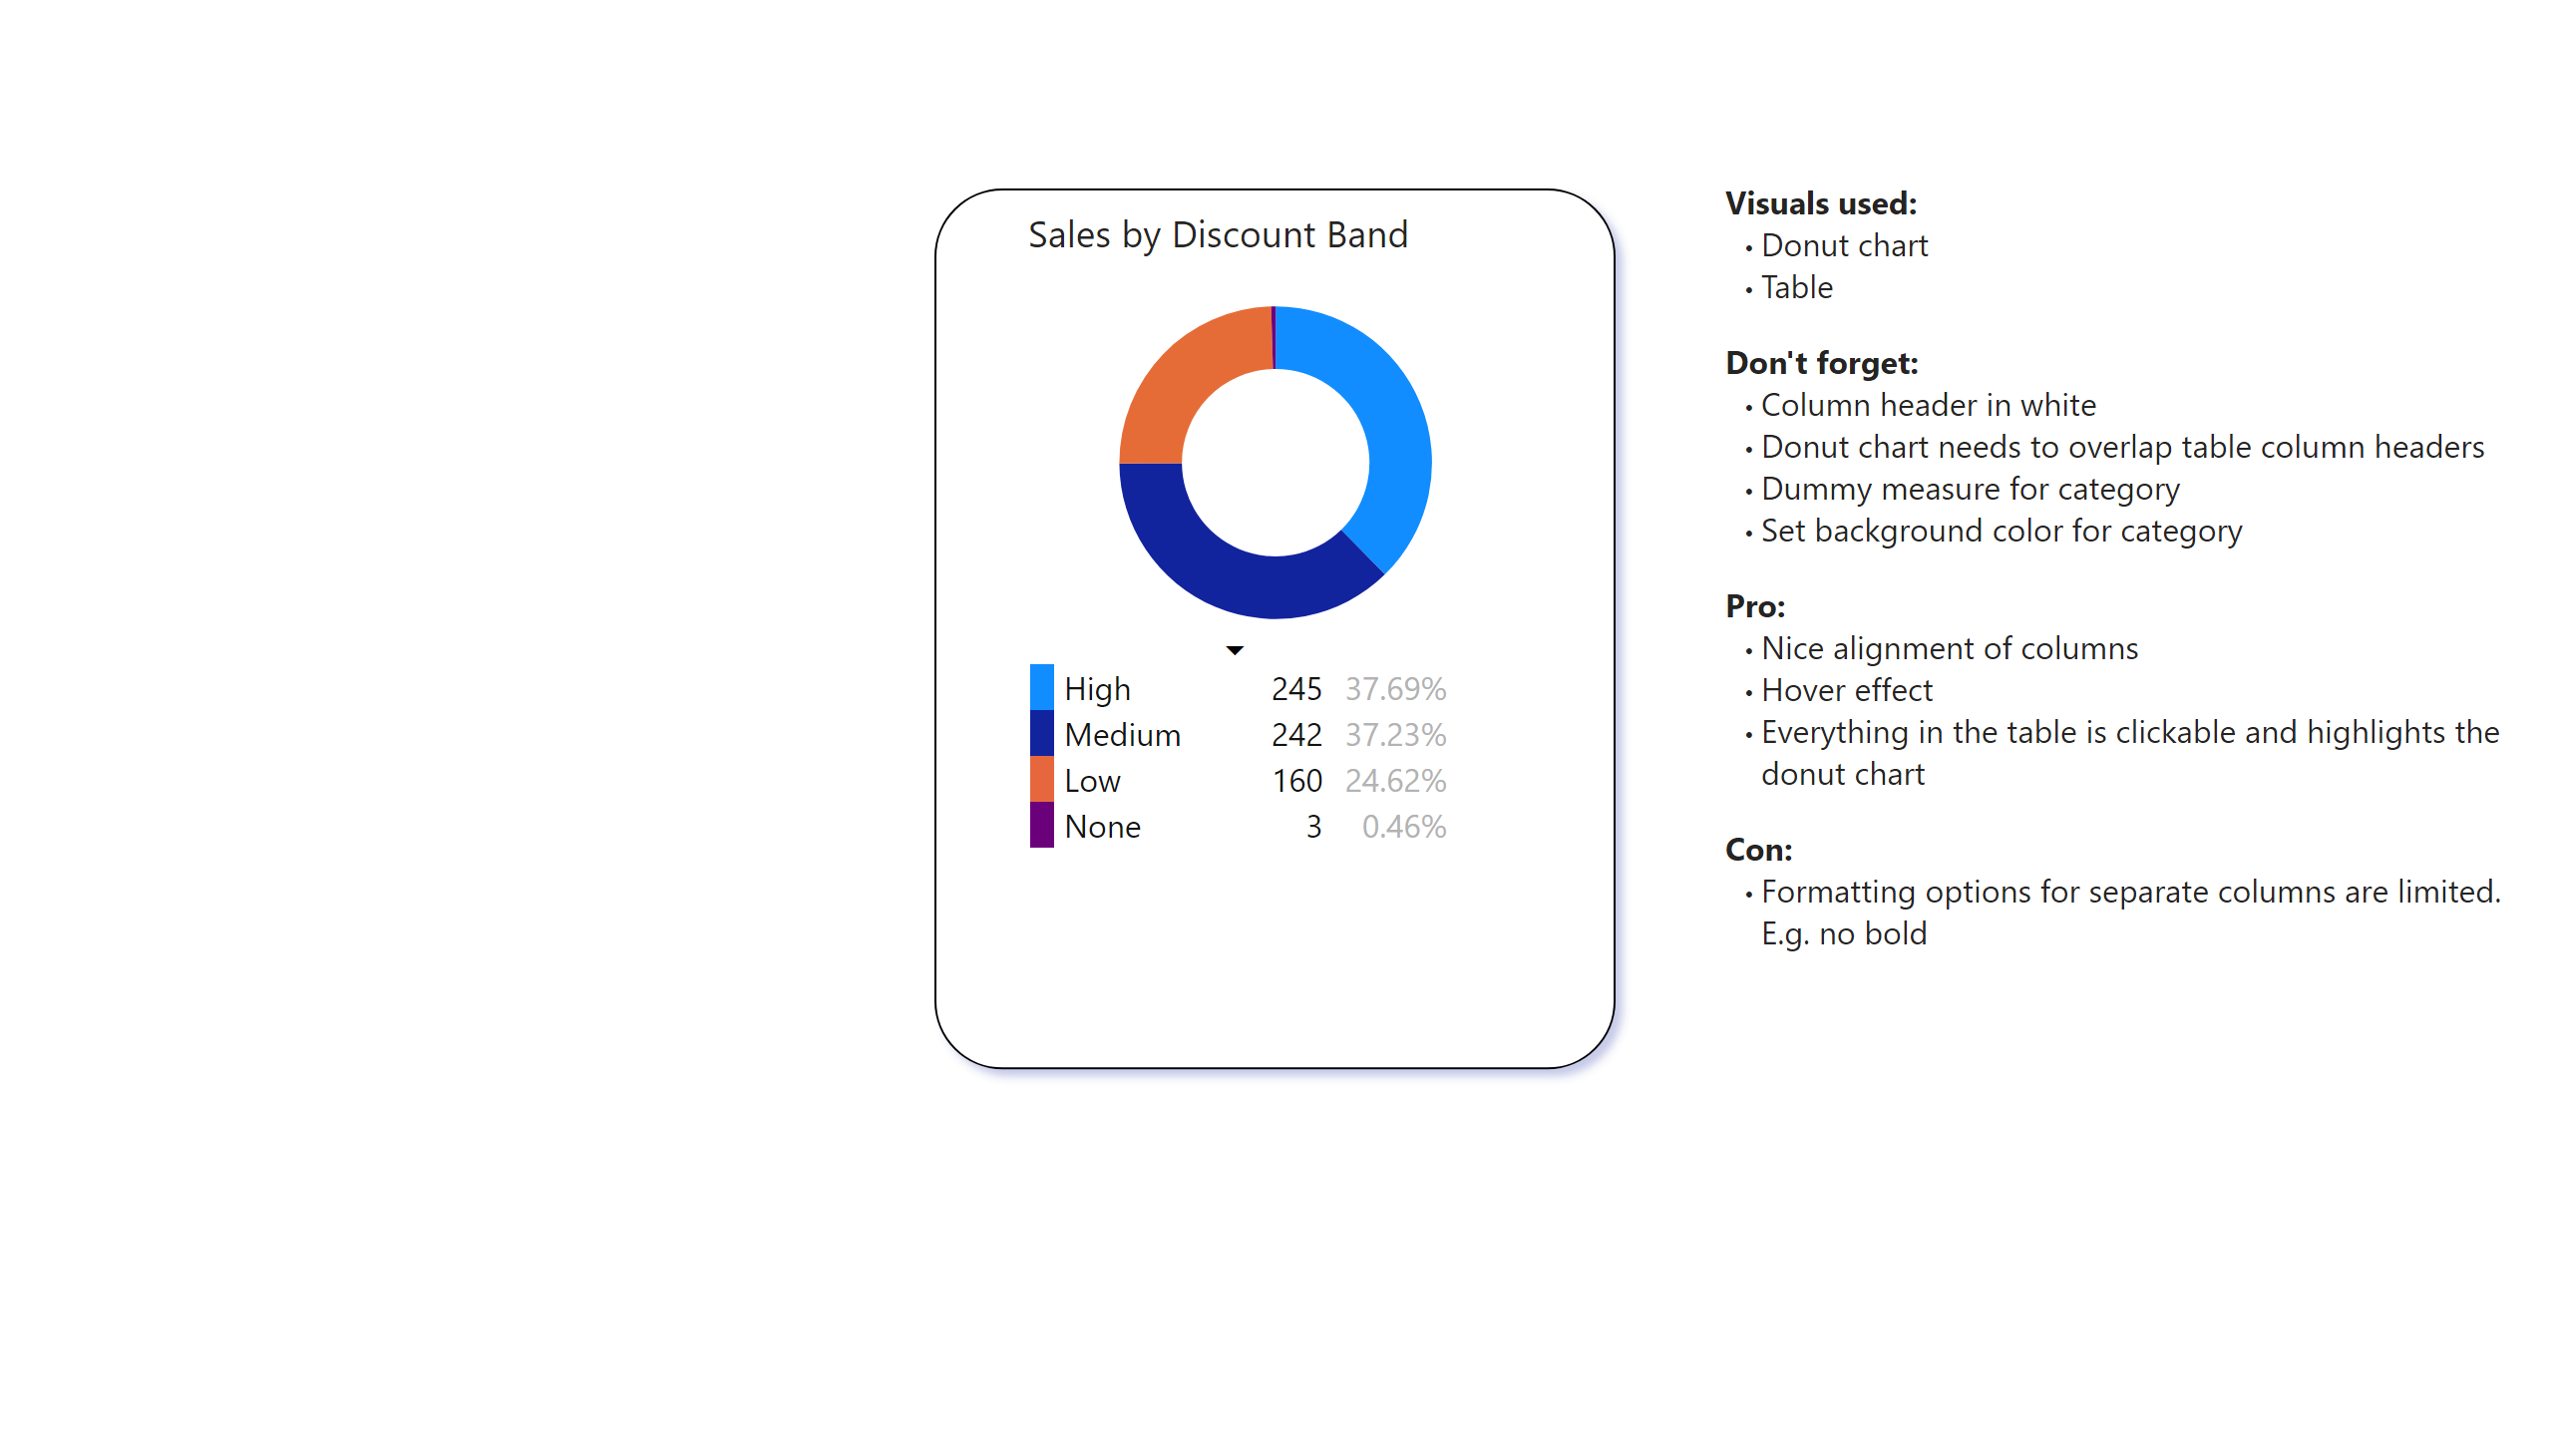 Sales by Discount Band
High 245 37.69%
Medium 242 37.23%
Low 160 24.62%
None 3 0.46%
Visuals used:
• Donut chart
• Table
Don't forget:
• Column header in white
• Donut chart needs to overlap table column headers
• Dummy measure for category
• Set background color for category
Pro:
• Nice alignment of columns
• Hover effect
• Everything in the table is clickable and highlights the
donut chart
Con:
• Formatting options for separate columns are limited.
E.g. no bold